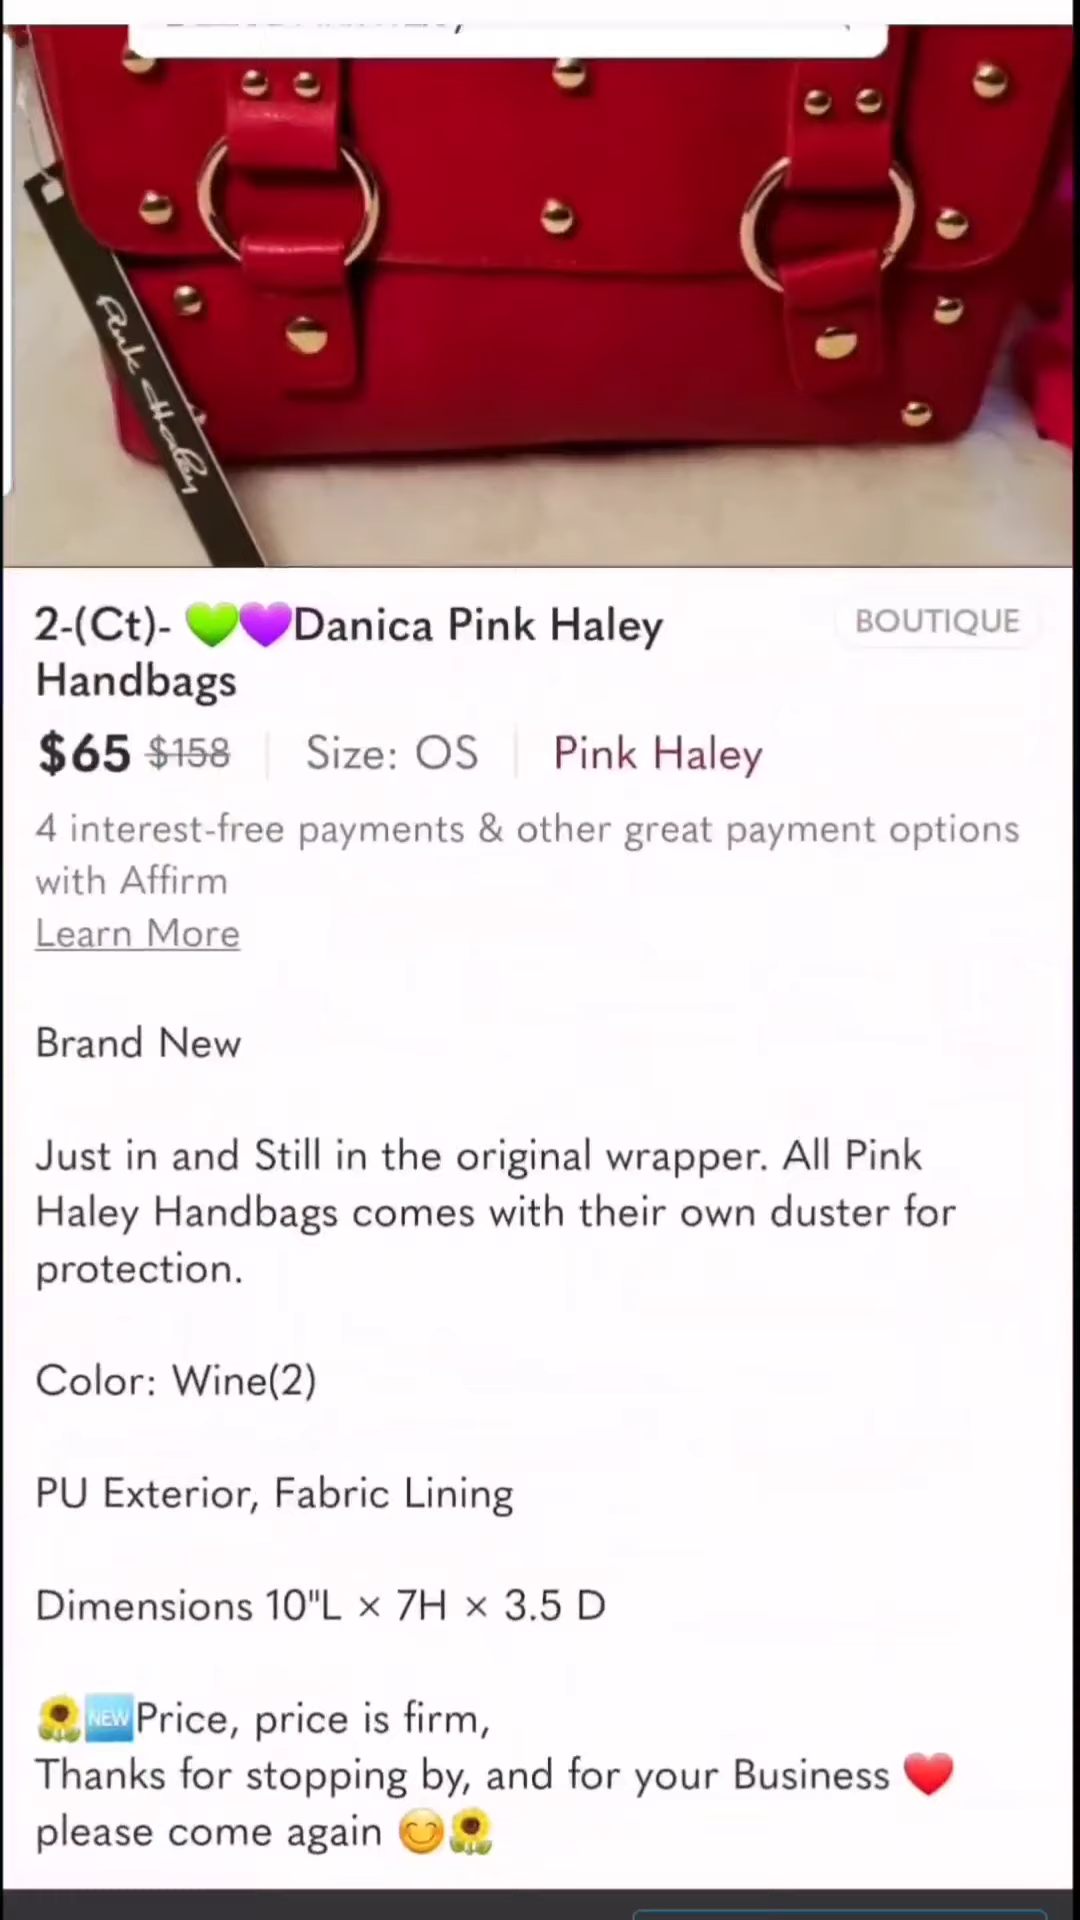 Pink Haley
2-(Ct)- 💚💜Danica Pink Haley
Handbags
BOUTIQUE
$65 $158 Size: OS Pink Haley
4 interest-free payments & other great payment options
with Affirm
Learn More
Brand New
Just in and Still in the original wrapper. All Pink
Haley Handbags comes with their own duster for
protection.
Color: Wine(2)
PU Exterior, Fabric Lining
Dimensions 10"L × 7H × 3.5 D
🌻🆕Price, price is firm,
Thanks for stopping by, and for your Business ❤️
please come again 😊🌻